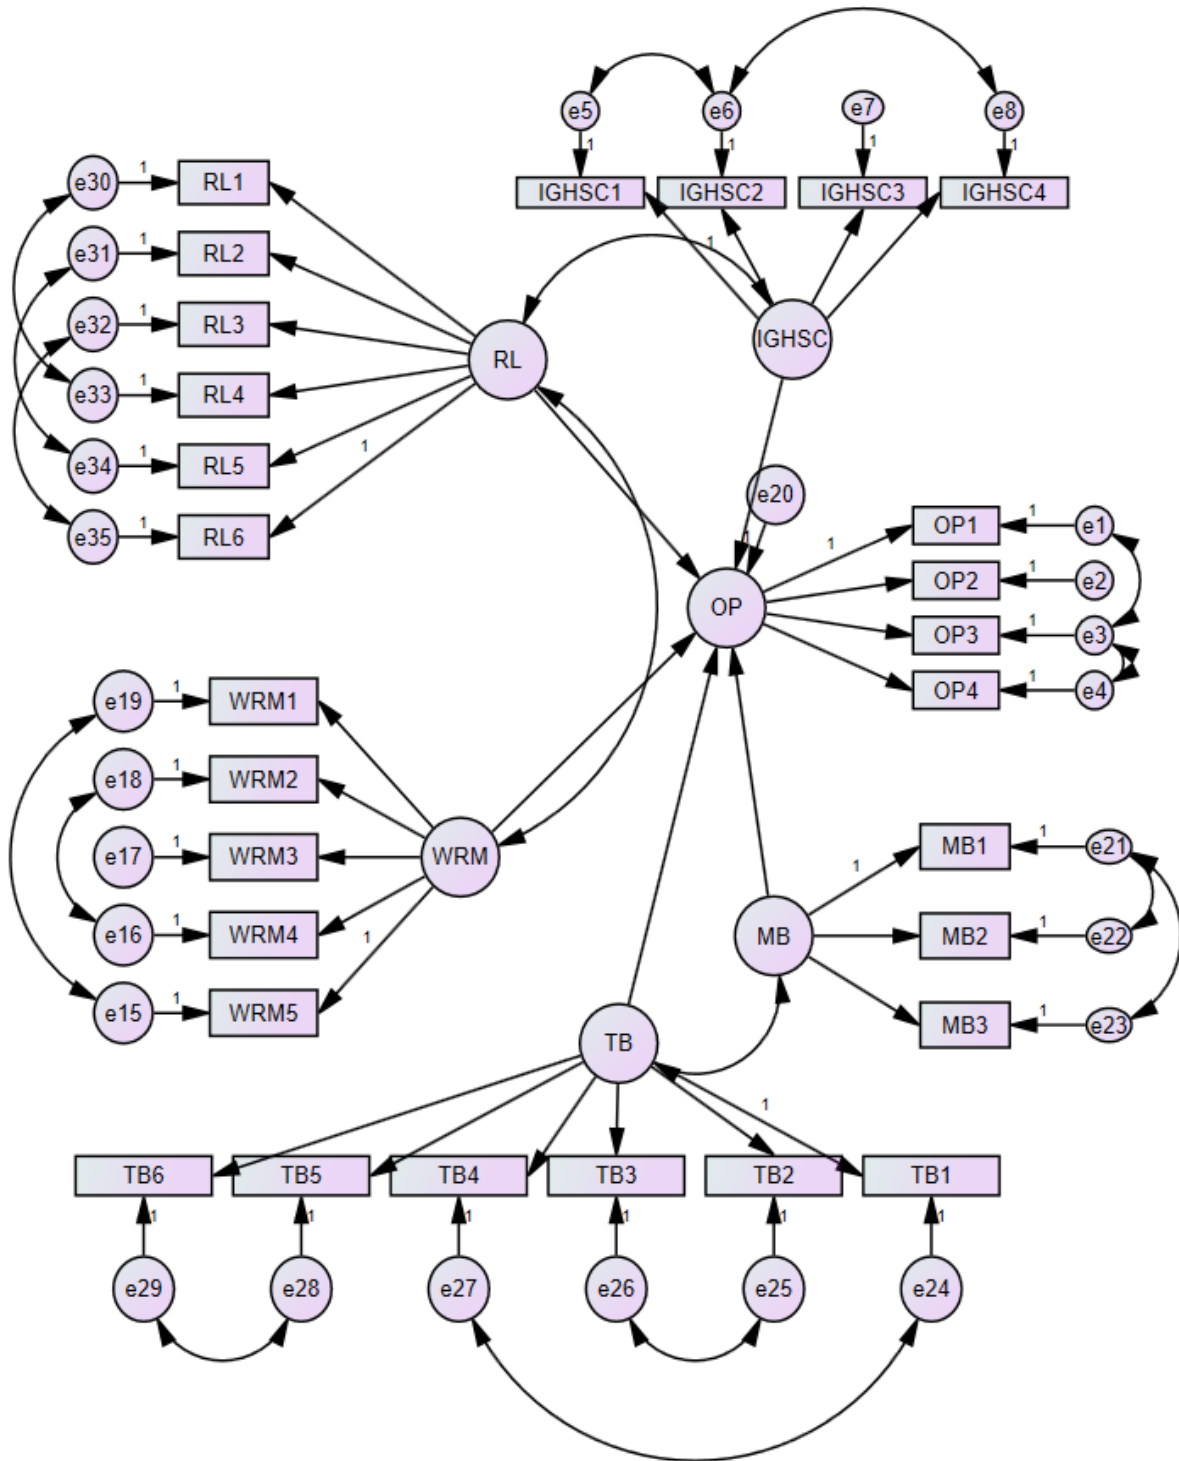 e5 e6 e7 e8
1 1 1 1
IGHSC1 IGHSC2 IGHSC3 IGHSC4
1
IGHSC
e30 1 RL1
e31 1 RL2
e32 1 RL3
e33 1 RL4
e34 1 RL5
e35 1 RL6
1
RL
e20
1
OP
1
OP1 1 e1
OP2 1 e2
OP3 1 e3
OP4 1 e4
e19 1 WRM1
e18 1 WRM2
e17 1 WRM3
e16 1 WRM4
e15 1 WRM5
1
WRM
MB
1
MB1 1 e21
MB2 1 e22
MB3 1 e23
TB
1
TB6 TB5 TB4 TB3 TB2 TB1
1 1 1 1 1 1
e29 e28 e27 e26 e25 e24